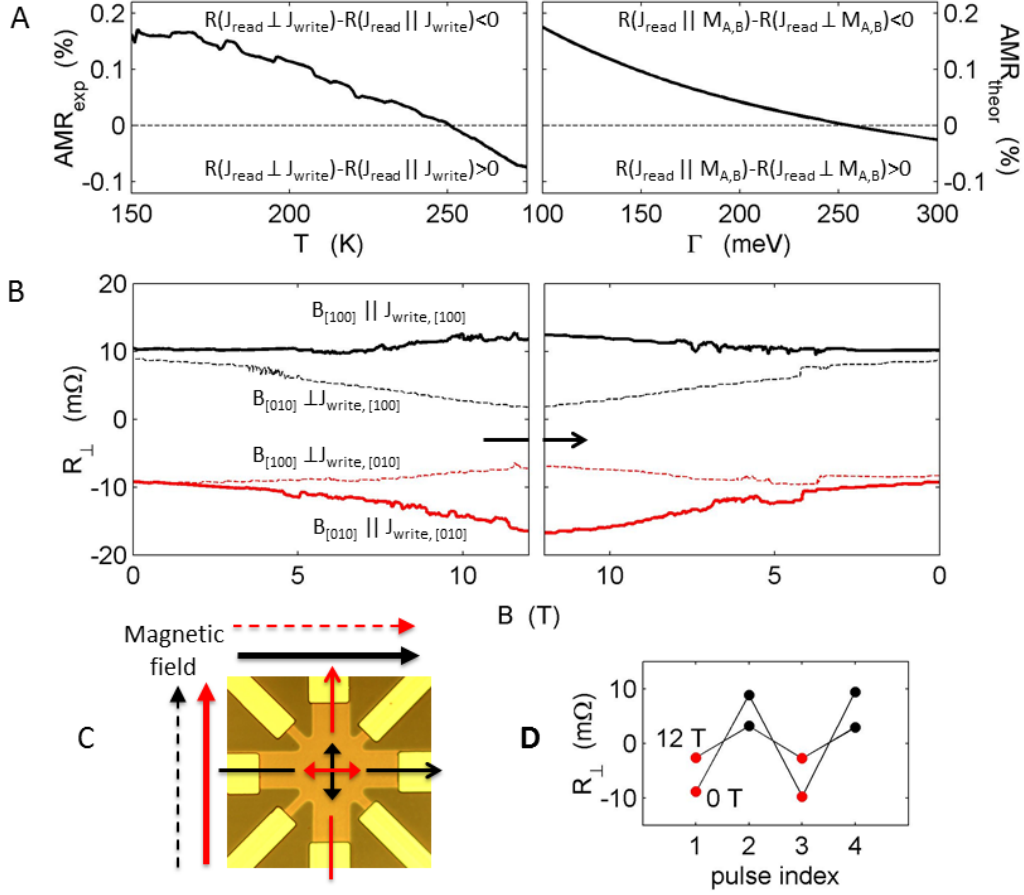 A
R(J_read ⊥ J_write)-R(J_read || J_write)<0
R(J_read || M_A,B)-R(J_read ⊥ M_A,B)<0
0.2
0.1
0
-0.1
AMR_exp (%)
R(J_read ⊥ J_write)-R(J_read || J_write)>0
R(J_read || M_A,B)-R(J_read ⊥ M_A,B)>0
0.2
0.1
0
-0.1
AMR_theor (%)
150 200 250
T (K)
100 150 200 250 300
Γ (meV)
B
20
10
0
-10
-20
R_⊥ (mΩ)
B_[100] || J_write, [100]
B_[010] ⊥J_write, [100]
B_[100] ⊥J_write, [010]
B_[010] || J_write, [010]
0 5 10
10 5 0
B (T)
Magnetic
field
C
D
10
0
-10
R_⊥ (mΩ)
12 T
0 T
1 2 3 4
pulse index